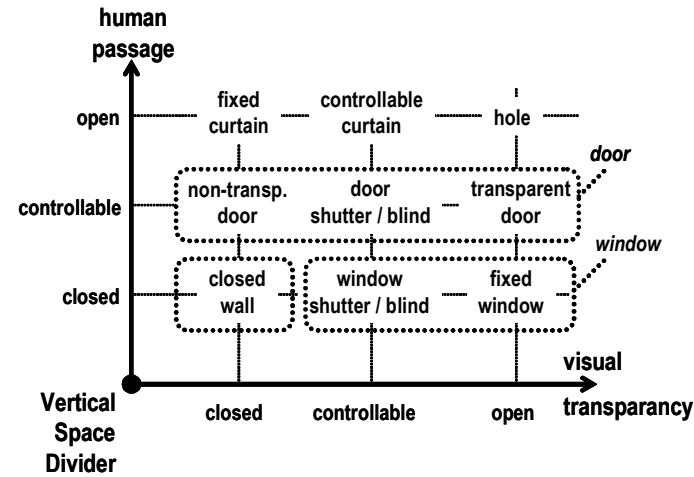 human
passage
open
fixed
curtain
controllable
curtain
hole
door
controllable
non-transp.
door
door
shutter / blind
transparent
door
window
closed
closed
wall
window
shutter / blind
fixed
window
visual
transparancy
Vertical
Space
Divider
closed
controllable
open